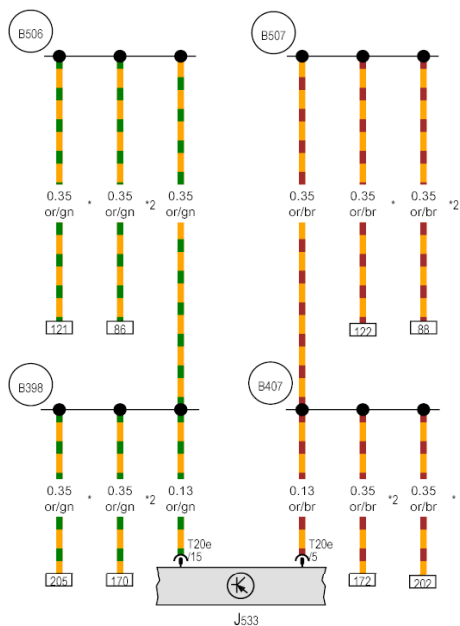 B506
B507
0.35 0.35 0.35 0.35 0.35 0.35
or/gn * or/gn *2 or/gn or/br or/br * or/br *2
121 86 122 88
B398
B407
0.35 0.35 0.13 0.13 0.35 0.35
or/gn * or/gn *2 or/gn or/br or/br *2 or/br *
T20e T20e
/15 /5
205 170 172 202
J533